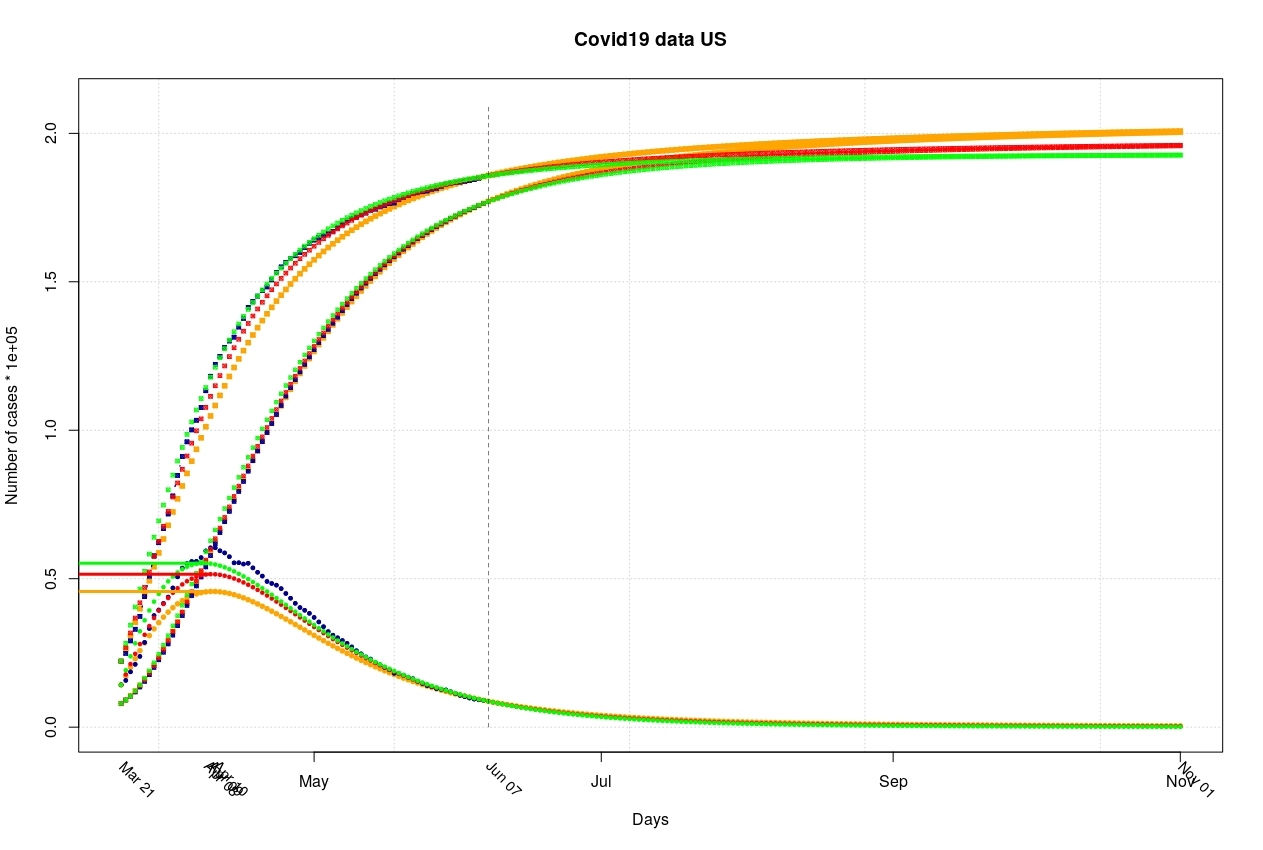 Covid19 data US
Number of cases * 1e+05
2.0
1.5
1.0
0.5
0.0
Mar 21
May
Jun 07
Jul
Sep
Nov
Nov 01
Days